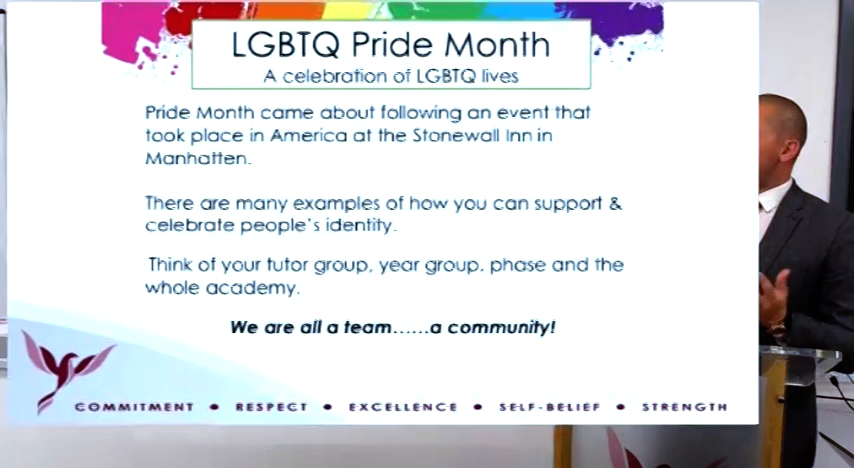 LGBTQ Pride Month
A celebration of LGBTQ lives
Pride Month came about following an event that
took place in America at the Stonewall Inn in
Manhatten.
There are many examples of how you can support &
celebrate people's identity.
Think of your tutor group, year group, phase and the
whole academy.
We are all a team......a community!
COMMITMENT • RESPECT • EXCELLENCE • SELF-BELIEF • STRENGTH